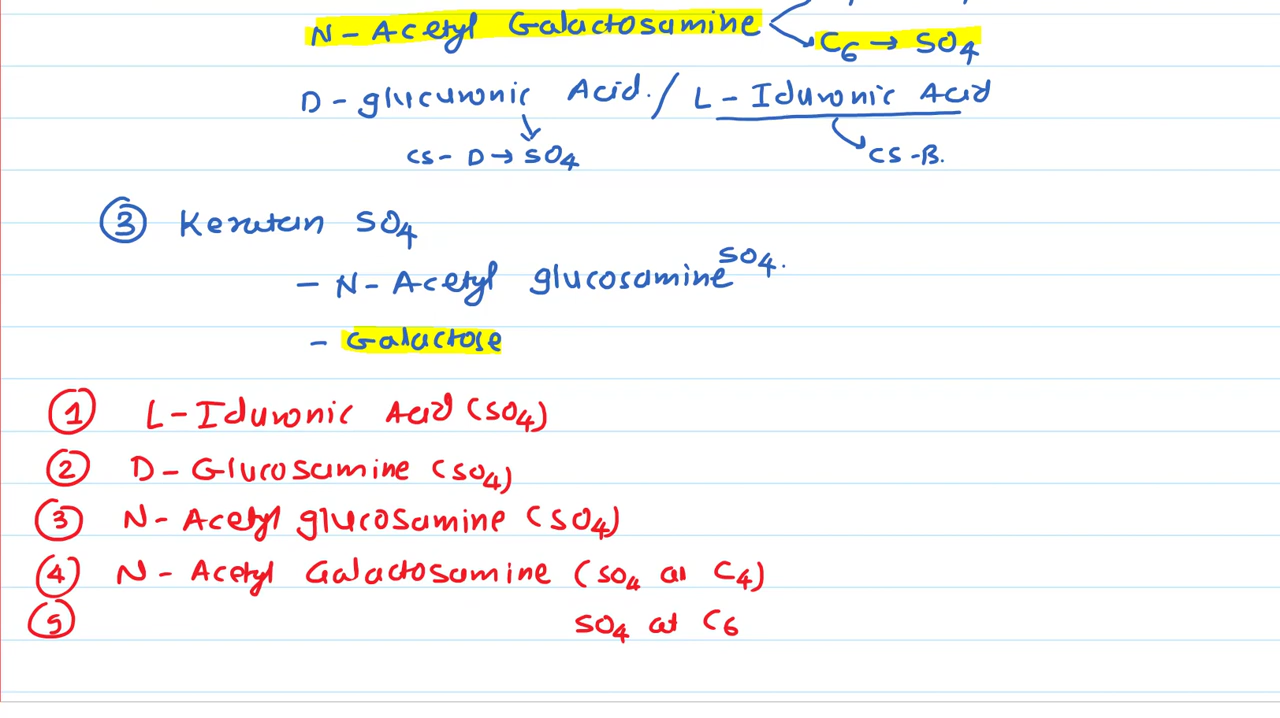 N-Acetyl Galactosamine
C6 → SO4
D-glucuronic Acid. / L-Iduronic Acid
CS-D → SO4 CS-B.
③ Keratan SO4
- N-Acetyl glucosamine SO4.
- Galactose
① L-Iduronic Acid (SO4)
② D-Glucosamine (SO4)
③ N-Acetyl glucosamine (SO4)
④ N-Acetyl Galactosamine (SO4 at C4)
⑤ SO4 at C6